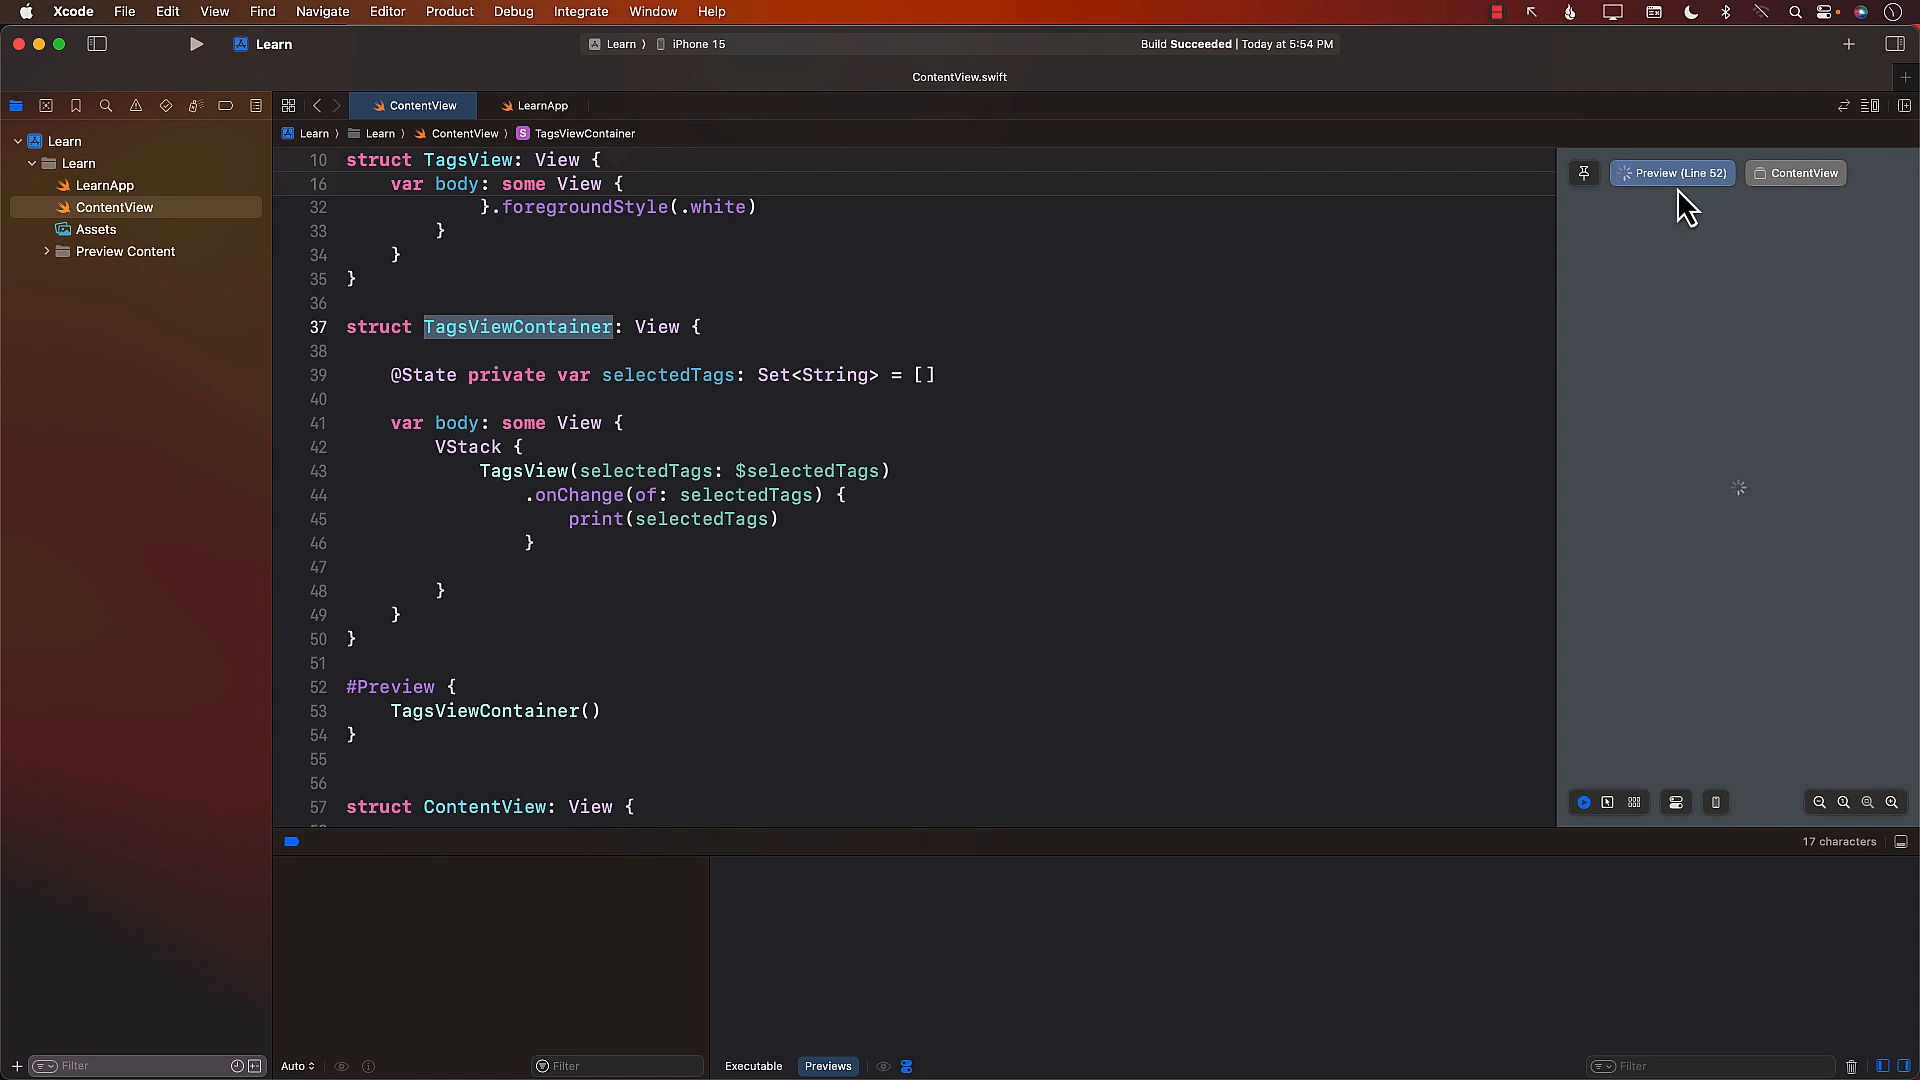 Xcode File Edit View Find Navigate Editor Product Debug Integrate Window Help
Learn
Learn iPhone 15
Build Succeeded | Today at 5:54 PM
ContentView.swift
ContentView
LearnApp
Learn Learn ContentView S TagsViewContainer
Learn
Learn
LearnApp
ContentView
Assets
Preview Content
10 struct TagsView: View {
16 var body: some View {
32 }.foregroundStyle(.white)
33 }
34 }
35 }
36
37 struct TagsViewContainer: View {
38
39 @State private var selectedTags: Set<String> = []
40
41 var body: some View {
42 VStack {
43 TagsView(selectedTags: $selectedTags)
44 .onChange(of: selectedTags) {
45 print(selectedTags)
46 }
47
48 }
49 }
50 }
51
52 #Preview {
53 TagsViewContainer()
54 }
55
56
57 struct ContentView: View {
Preview (Line 52)
ContentView
17 characters
Filter
Auto
Filter
Executable
Previews
Filter